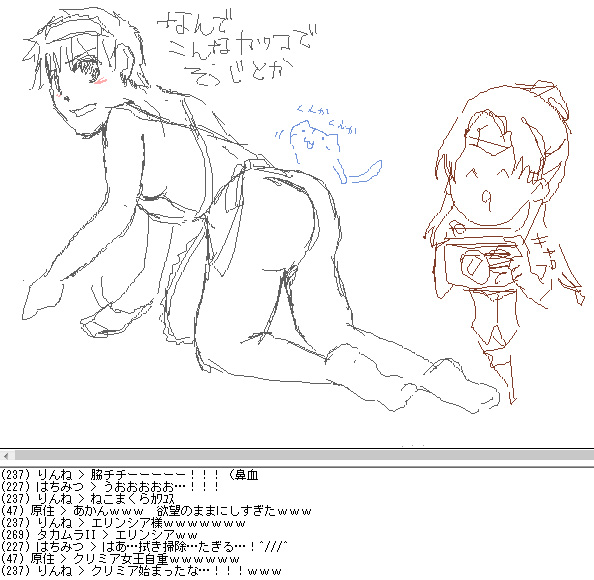 なんで
こんなカッコで
そうじとか
くんか
くんか
キャキャ
(237) りんね > 脇チチーーーーー！！！（鼻血
(227) はちみつ > うおおおおお…！！！
(237) りんね > ねこまくらｶﾜﾕｽ
(47) 原住 > あかんｗｗｗ　欲望のままにしすぎたｗｗｗ
(237) りんね > エリンシア様ｗｗｗｗｗｗｗ
(269) タカムラII > エリンシアｗｗ
(227) はちみつ > はあ…拭き掃除…たぎる…！^///^
(47) 原住 > クリミア女王自重ｗｗｗｗｗｗ
(237) りんね > クリミア始まったな…！！！ｗｗｗ